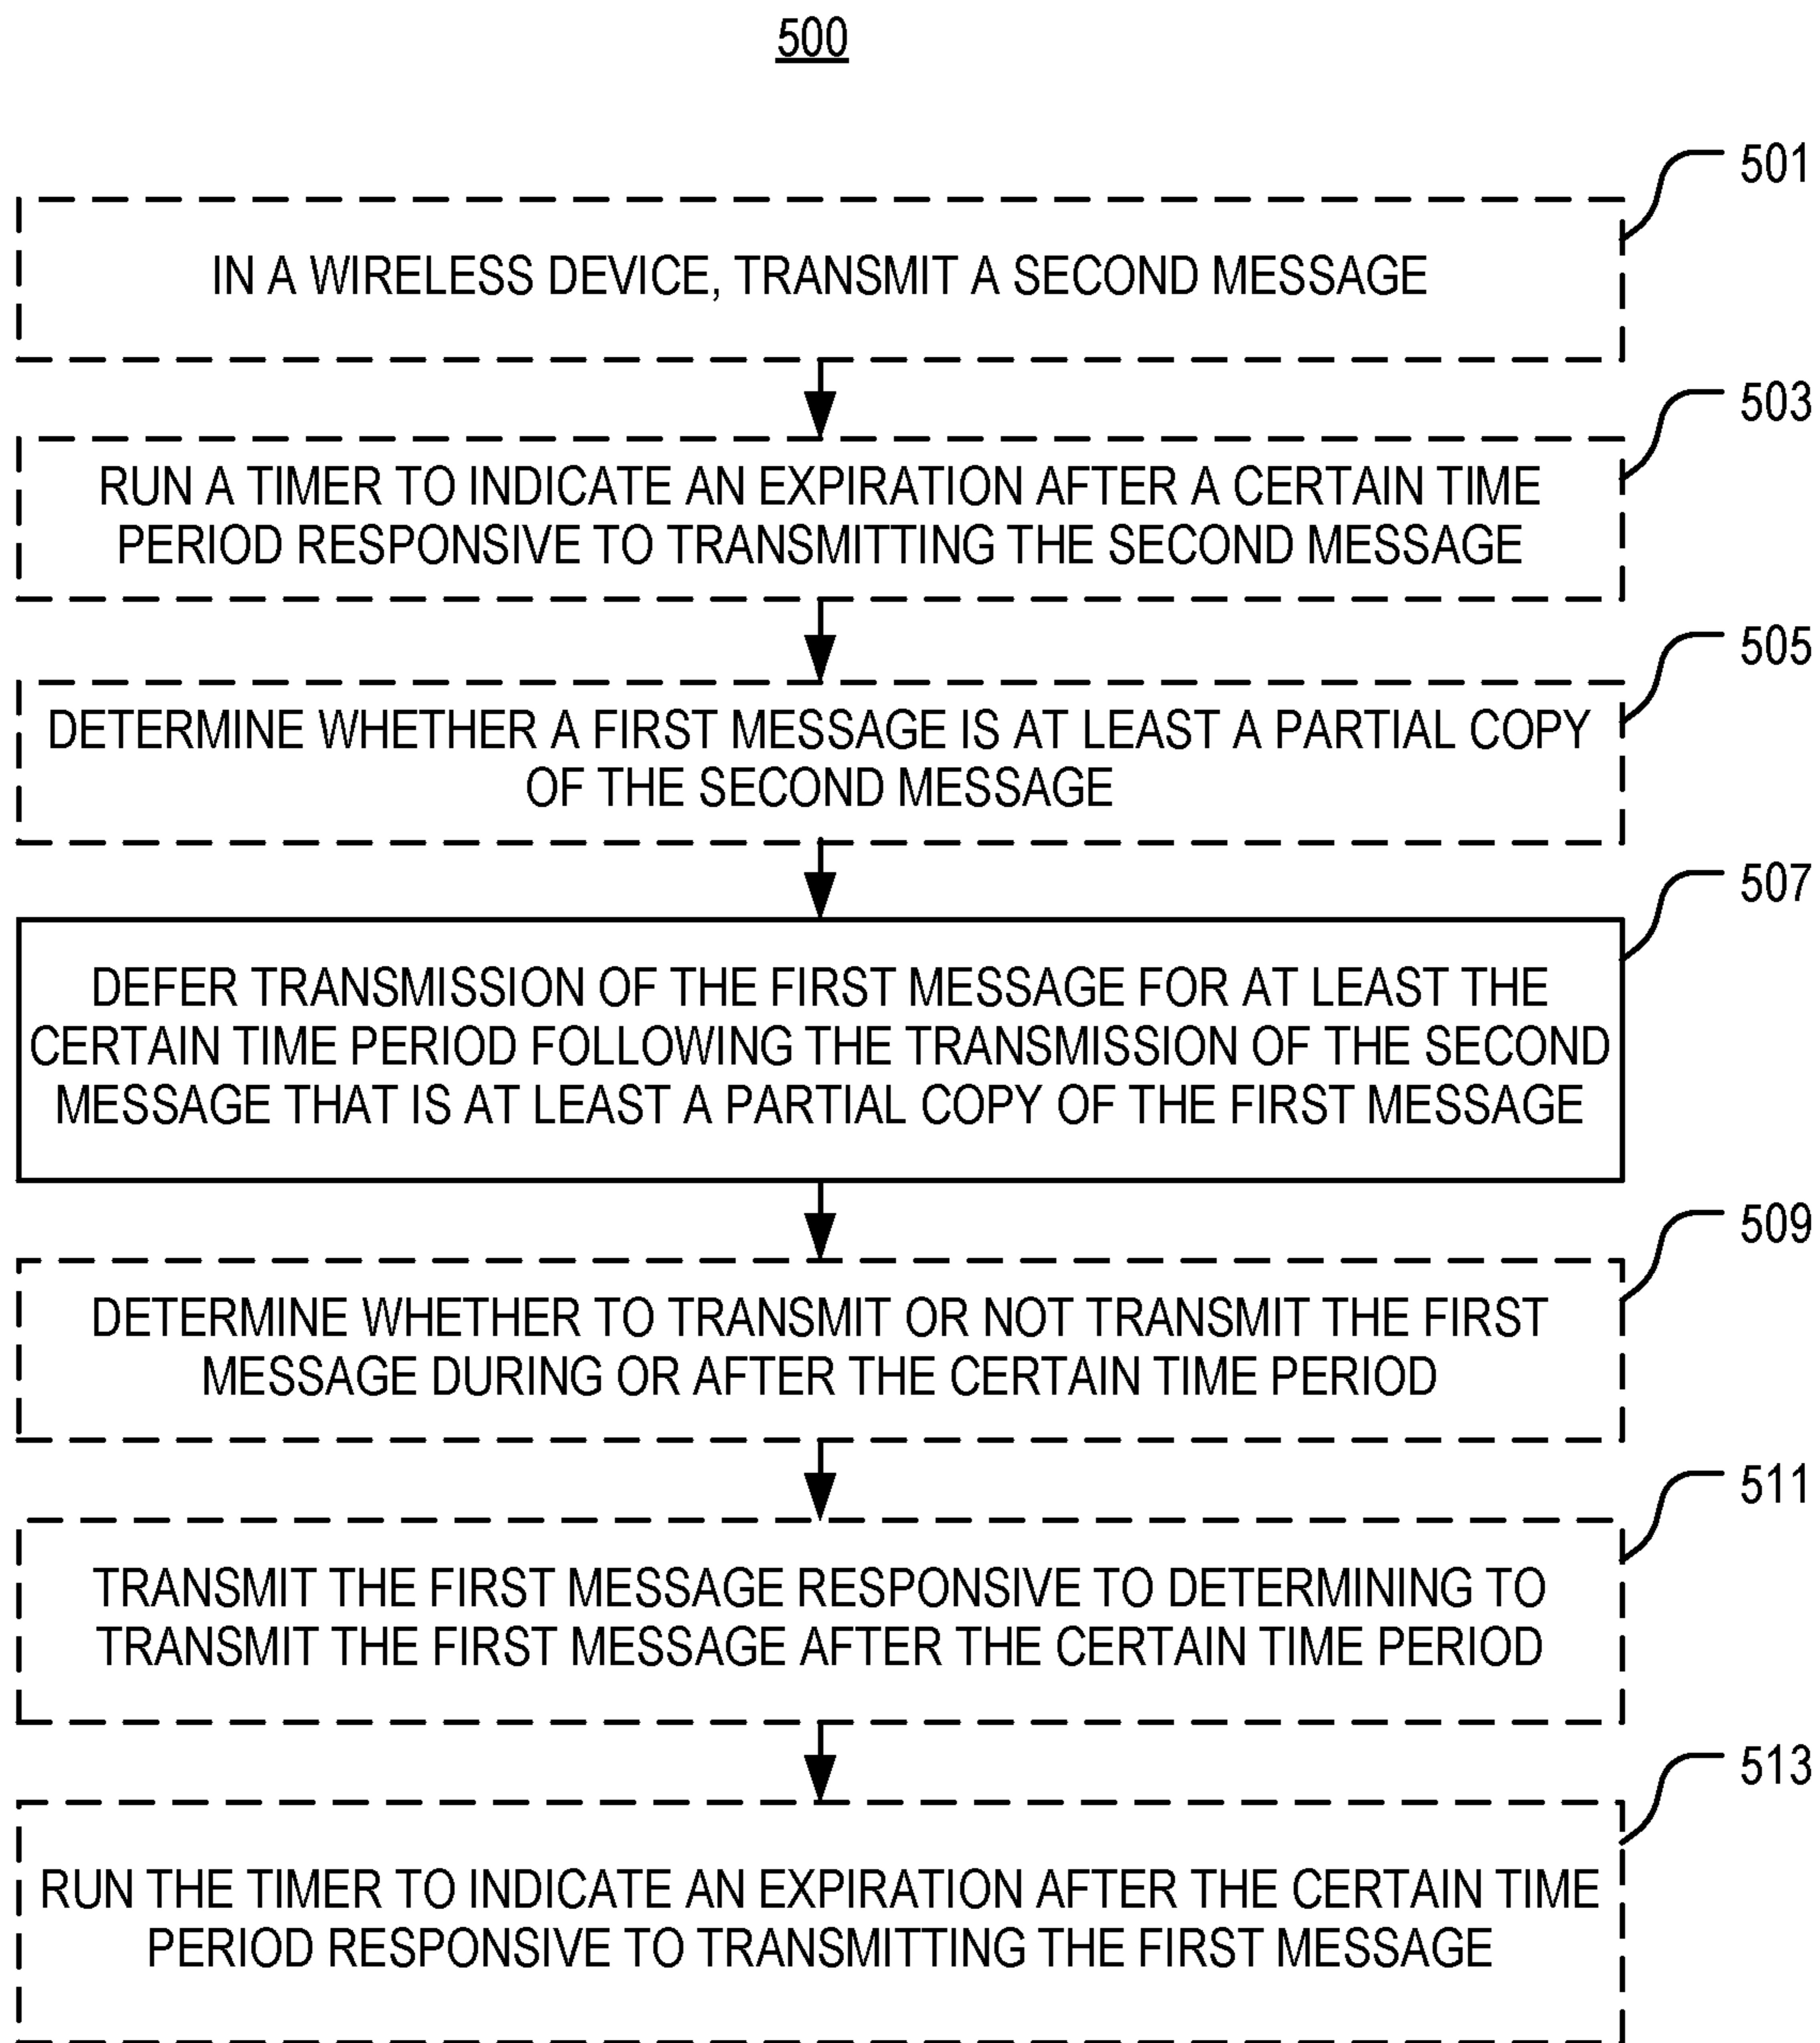 500
501
IN A WIRELESS DEVICE, TRANSMIT A SECOND MESSAGE
503
RUN A TIMER TO INDICATE AN EXPIRATION AFTER A CERTAIN TIME
PERIOD RESPONSIVE TO TRANSMITTING THE SECOND MESSAGE
505
DETERMINE WHETHER A FIRST MESSAGE IS AT LEAST A PARTIAL COPY
OF THE SECOND MESSAGE
507
DEFER TRANSMISSION OF THE FIRST MESSAGE FOR AT LEAST THE
CERTAIN TIME PERIOD FOLLOWING THE TRANSMISSION OF THE SECOND
MESSAGE THAT IS AT LEAST A PARTIAL COPY OF THE FIRST MESSAGE
509
DETERMINE WHETHER TO TRANSMIT OR NOT TRANSMIT THE FIRST
MESSAGE DURING OR AFTER THE CERTAIN TIME PERIOD
511
TRANSMIT THE FIRST MESSAGE RESPONSIVE TO DETERMINING TO
TRANSMIT THE FIRST MESSAGE AFTER THE CERTAIN TIME PERIOD
513
RUN THE TIMER TO INDICATE AN EXPIRATION AFTER THE CERTAIN TIME
PERIOD RESPONSIVE TO TRANSMITTING THE FIRST MESSAGE